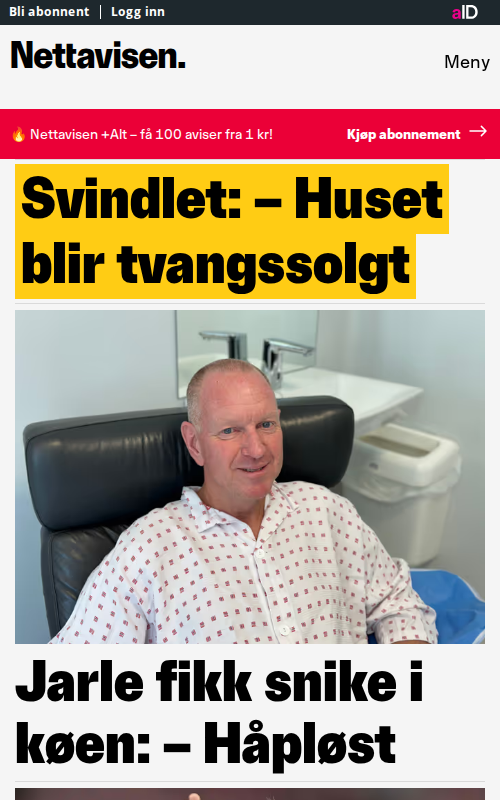 Bli abonnent | Logg inn
aID
Nettavisen.
Meny
🔥 Nettavisen +Alt – få 100 aviser fra 1 kr!
Kjøp abonnement →
Svindlet: – Huset
blir tvangssolgt
Jarle fikk snike i
køen: – Håpløst